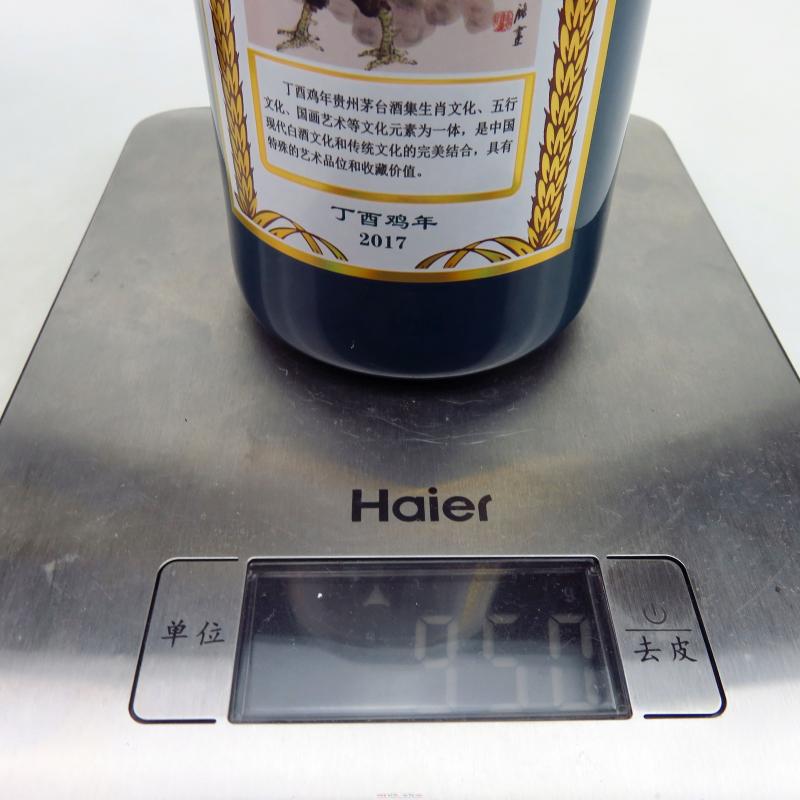 丁酉鸡年贵州茅台酒集生肖文化、五行
文化、国画艺术等文化元素为一体，是中国
现代白酒文化和传统文化的完美结合，具有
特殊的艺术品位和收藏价值。
丁酉鸡年
2017
Haier
单位
950
去皮